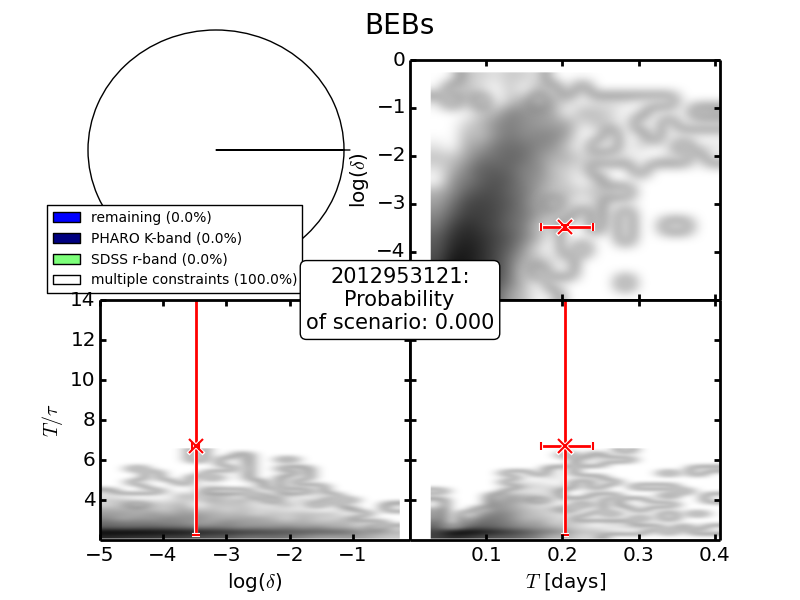 BEBs
0
−1
−2
−3
−4
log(δ)
remaining (0.0%)
PHARO K-band (0.0%)
SDSS r-band (0.0%)
multiple constraints (100.0%)
2012953121:
Probability
of scenario: 0.000
14
12
10
8
6
4
T/τ
−5 −4 −3 −2 −1
log(δ)
0.1 0.2 0.3 0.4
T [days]